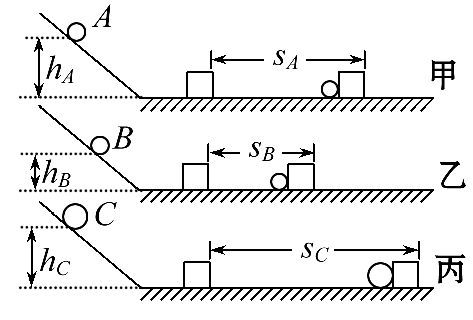 A
h_A
s_A
甲
B
h_B
s_B
乙
C
h_C
s_C
丙